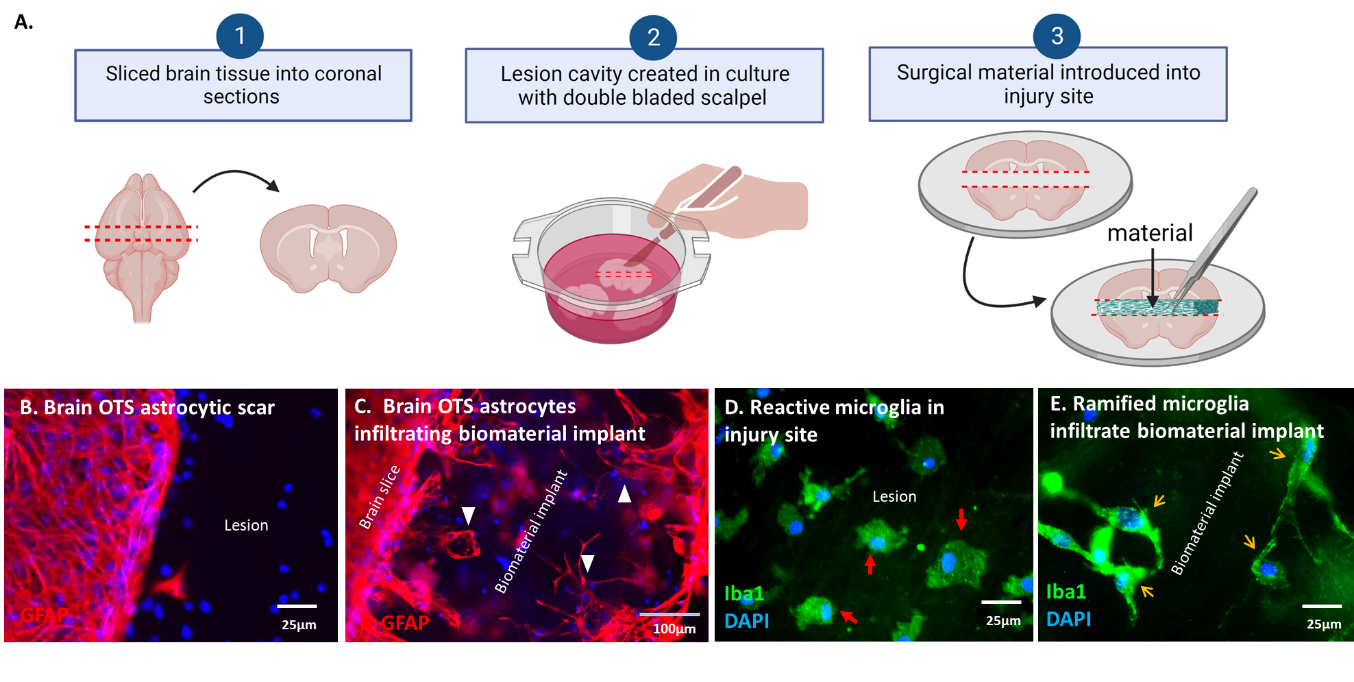 A.
1
Sliced brain tissue into coronal
sections
2
Lesion cavity created in culture
with double bladed scalpel
3
Surgical material introduced into
injury site
material
B. Brain OTS astrocytic scar
Lesion
GFAP
25µm
C. Brain OTS astrocytes
infiltrating biomaterial implant
Brain slice
Biomaterial implant
GFAP
100µm
D. Reactive microglia in
injury site
Lesion
Iba1
DAPI
25µm
E. Ramified microglia
infiltrate biomaterial implant
Biomaterial implant
Iba1
DAPI
25µm